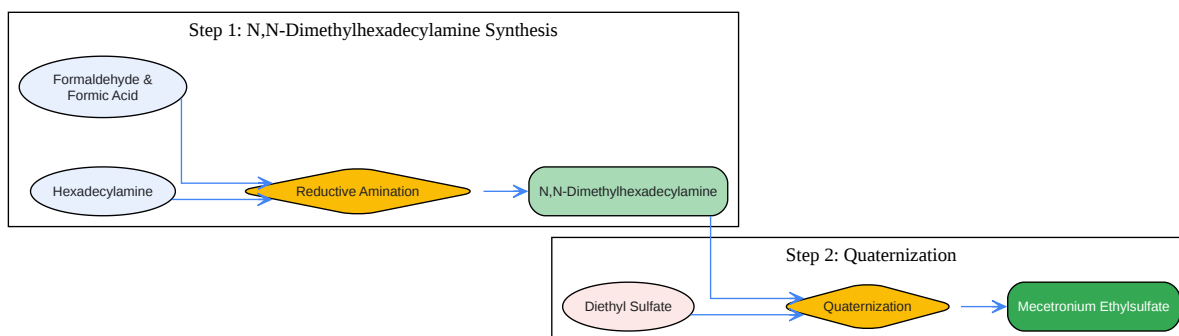 Step 1: N,N-Dimethylhexadecylamine Synthesis
Formaldehyde &
Formic Acid
Hexadecylamine
Reductive Amination
N,N-Dimethylhexadecylamine
Step 2: Quaternization
Diethyl Sulfate
Quaternization
Mecetronium Ethylsulfate